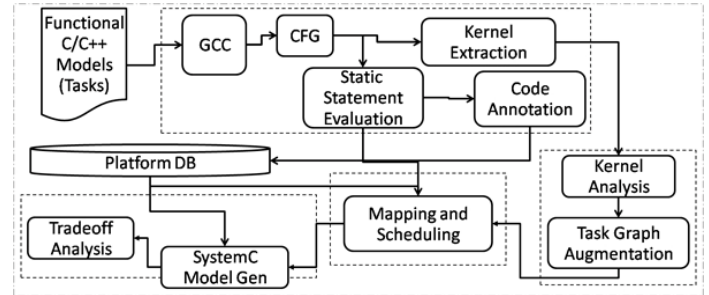 Functional
C/C++
Models
(Tasks)
GCC
CFG
Kernel
Extraction
Static
Statement
Evaluation
Code
Annotation
Platform DB
Kernel
Analysis
Mapping and
Scheduling
Task Graph
Augmentation
Tradeoff
Analysis
SystemC
Model Gen